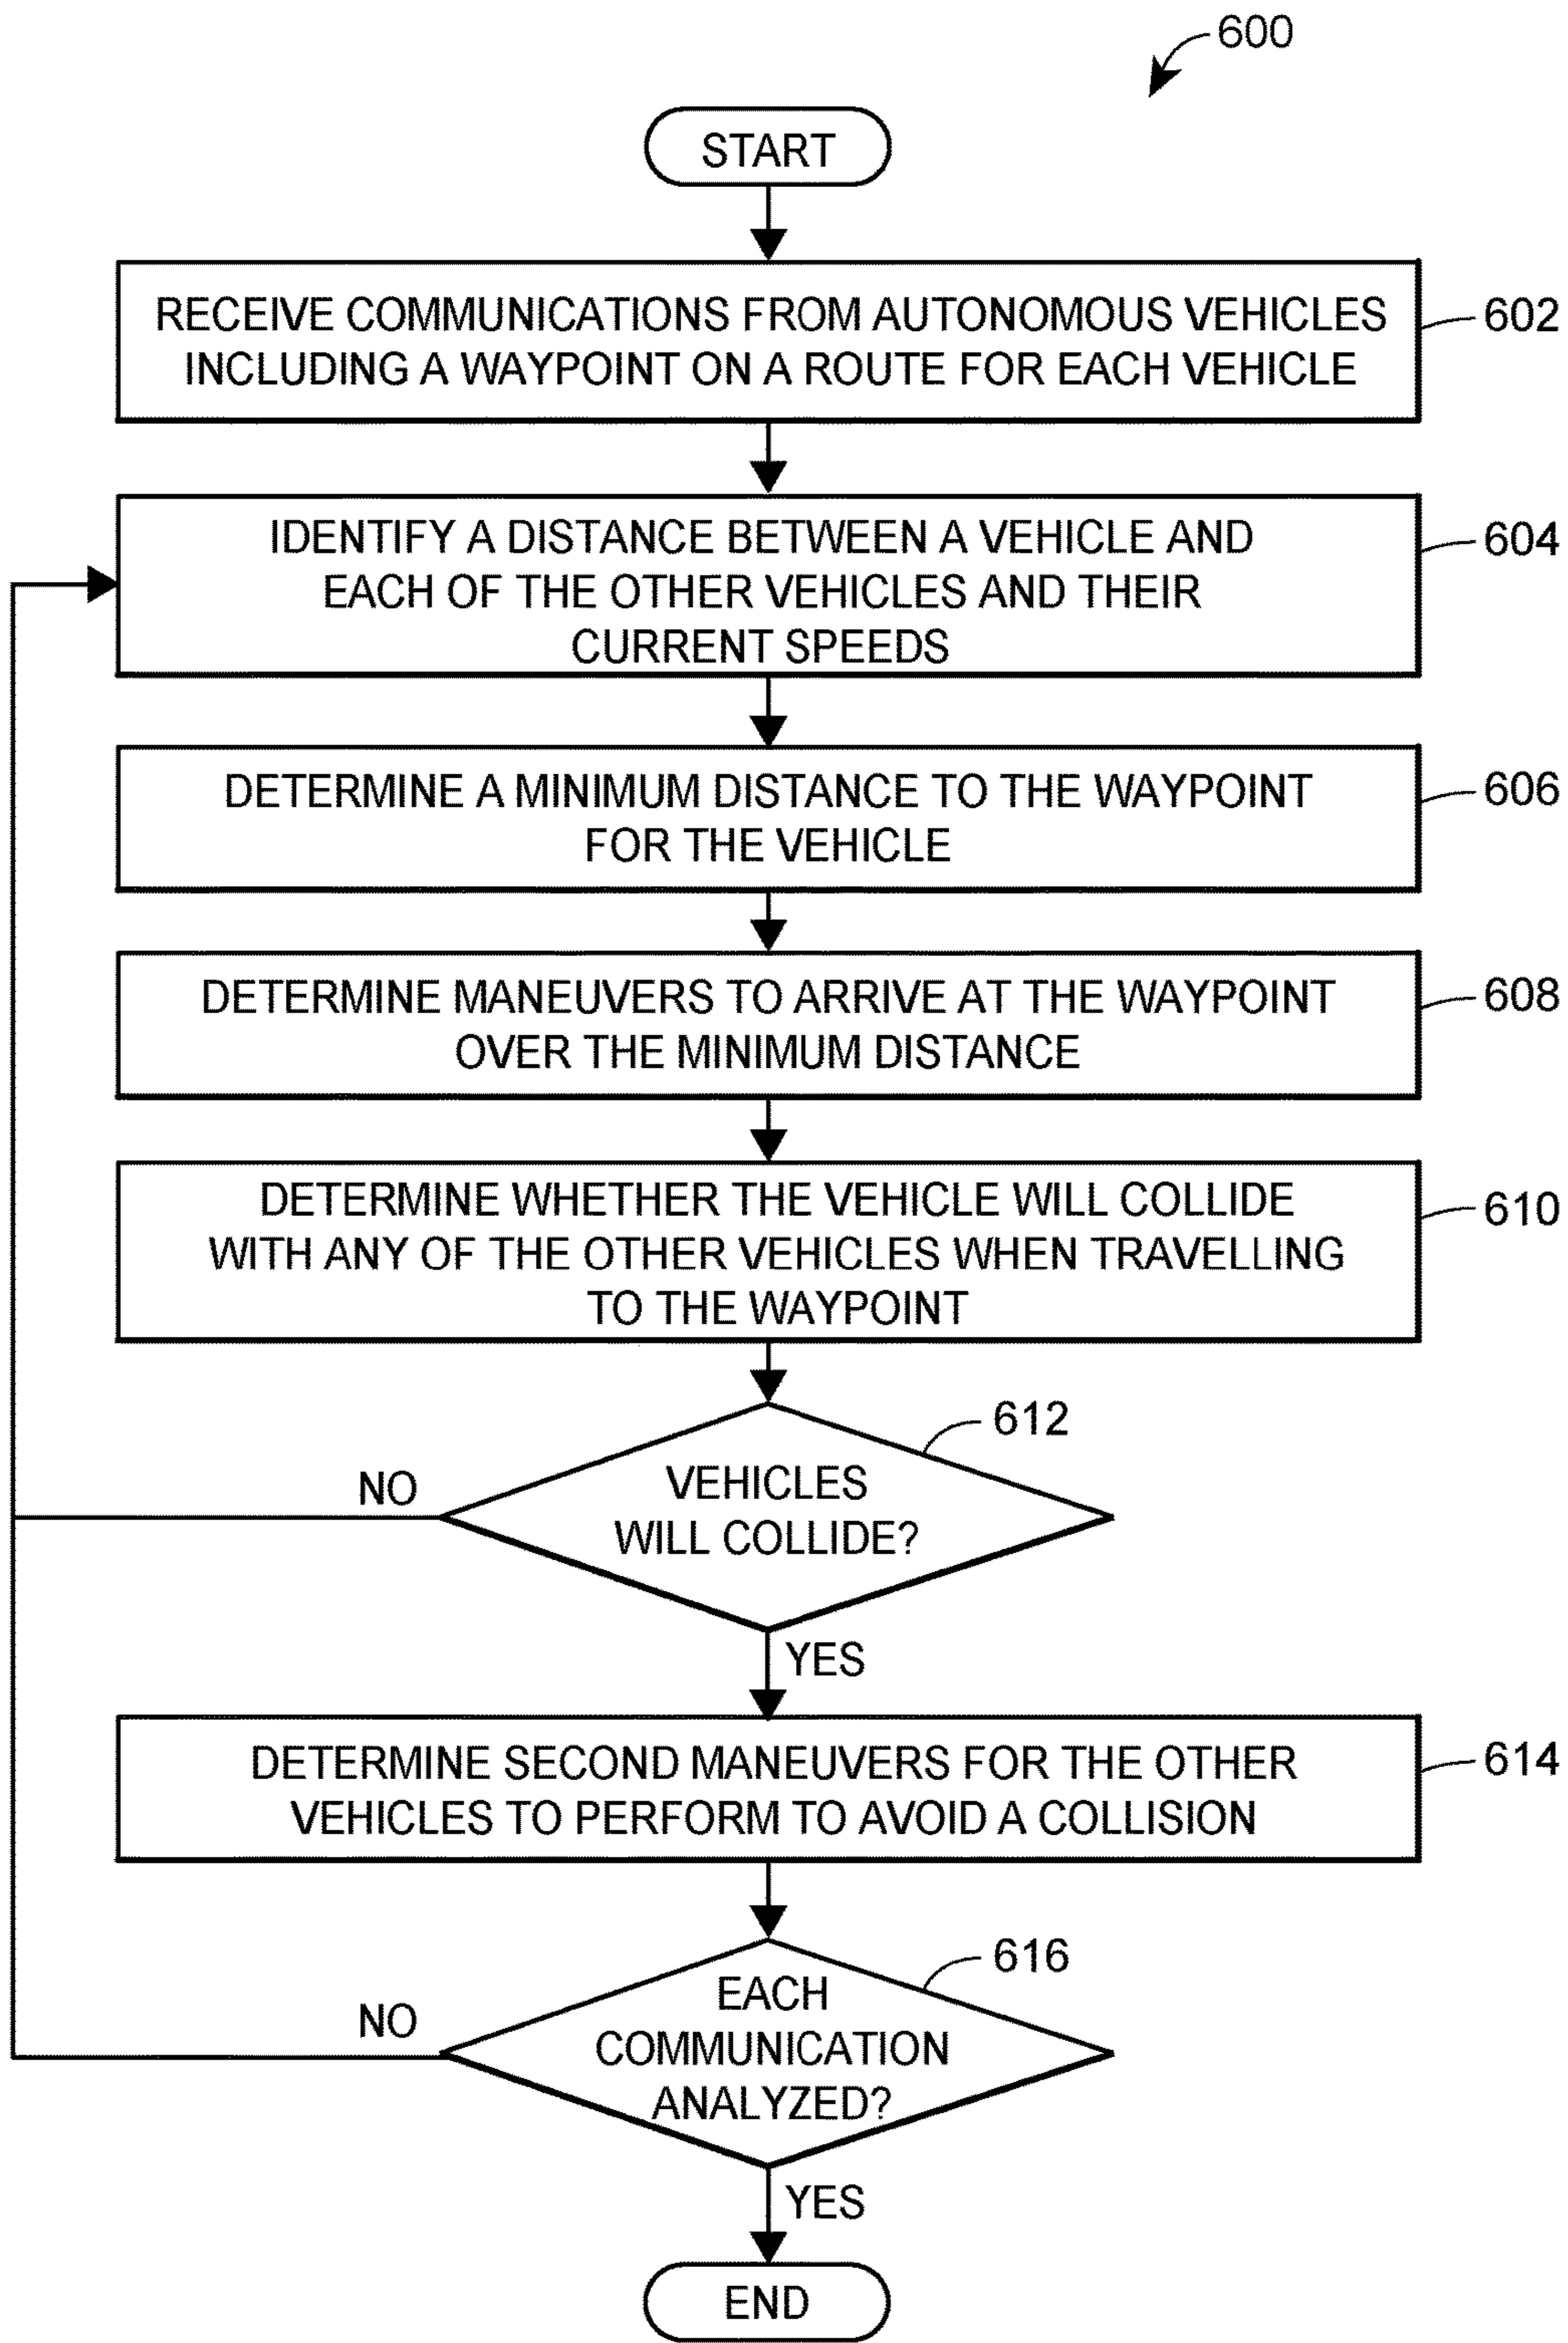 600
START
RECEIVE COMMUNICATIONS FROM AUTONOMOUS VEHICLES
INCLUDING A WAYPOINT ON A ROUTE FOR EACH VEHICLE
602
IDENTIFY A DISTANCE BETWEEN A VEHICLE AND
EACH OF THE OTHER VEHICLES AND THEIR
CURRENT SPEEDS
604
DETERMINE A MINIMUM DISTANCE TO THE WAYPOINT
FOR THE VEHICLE
606
DETERMINE MANEUVERS TO ARRIVE AT THE WAYPOINT
OVER THE MINIMUM DISTANCE
608
DETERMINE WHETHER THE VEHICLE WILL COLLIDE
WITH ANY OF THE OTHER VEHICLES WHEN TRAVELLING
TO THE WAYPOINT
610
612
VEHICLES
WILL COLLIDE?
NO
YES
DETERMINE SECOND MANEUVERS FOR THE OTHER
VEHICLES TO PERFORM TO AVOID A COLLISION
614
616
EACH
COMMUNICATION
ANALYZED?
NO
YES
END